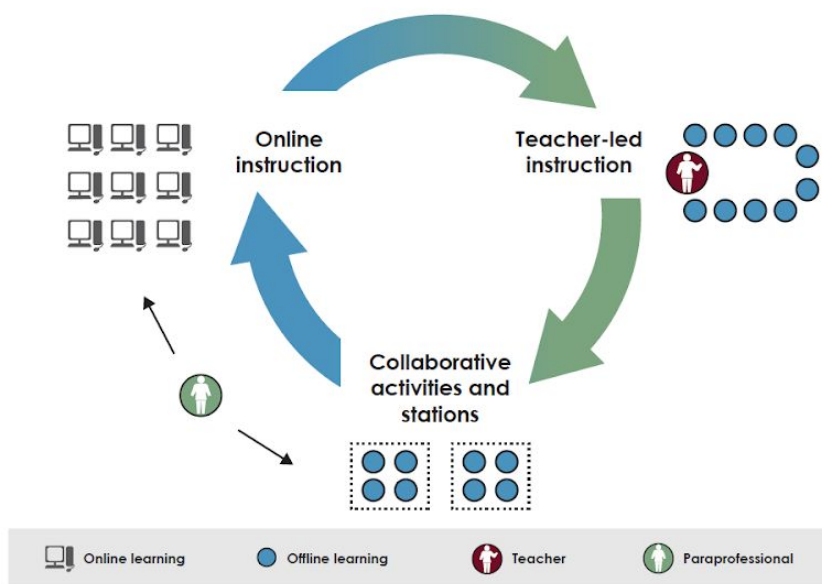 Online
instruction
Teacher-led
instruction
Collaborative
activities and
stations
Online learning
Offline learning
Teacher
Paraprofessional